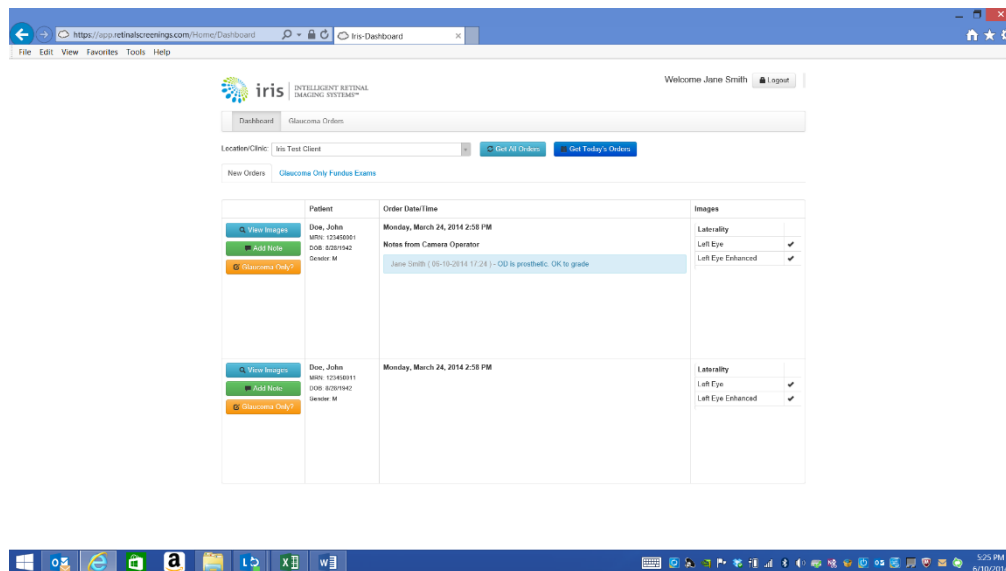 https://app.retinalscreenings.com/Home/Dashboard
Iris-Dashboard
File Edit View Favorites Tools Help
iris INTELLIGENT RETINAL
IMAGING SYSTEMS™
Welcome Jane Smith Logout
Dashboard Glaucoma Orders
Location/Clinic: Iris Test Client Get All Orders Get Today's Orders
New Orders Glaucoma Only Fundus Exams
Patient Order Date/Time Images
View Images Doe, John Monday, March 24, 2014 2:58 PM Laterality
MRN: 123450901
Add Note DOB: 8/28/1942 Notes from Camera Operator Left Eye
Gender: M Left Eye Enhanced
Glaucoma Only? Jane Smith ( 06-10-2014 17:24 ) - OD is prosthetic. OK to grade
View Images Doe, John Monday, March 24, 2014 2:58 PM Laterality
MRN: 123450911
Add Note DOB: 8/28/1942 Left Eye
Gender: M Left Eye Enhanced
Glaucoma Only?
5:25 PM